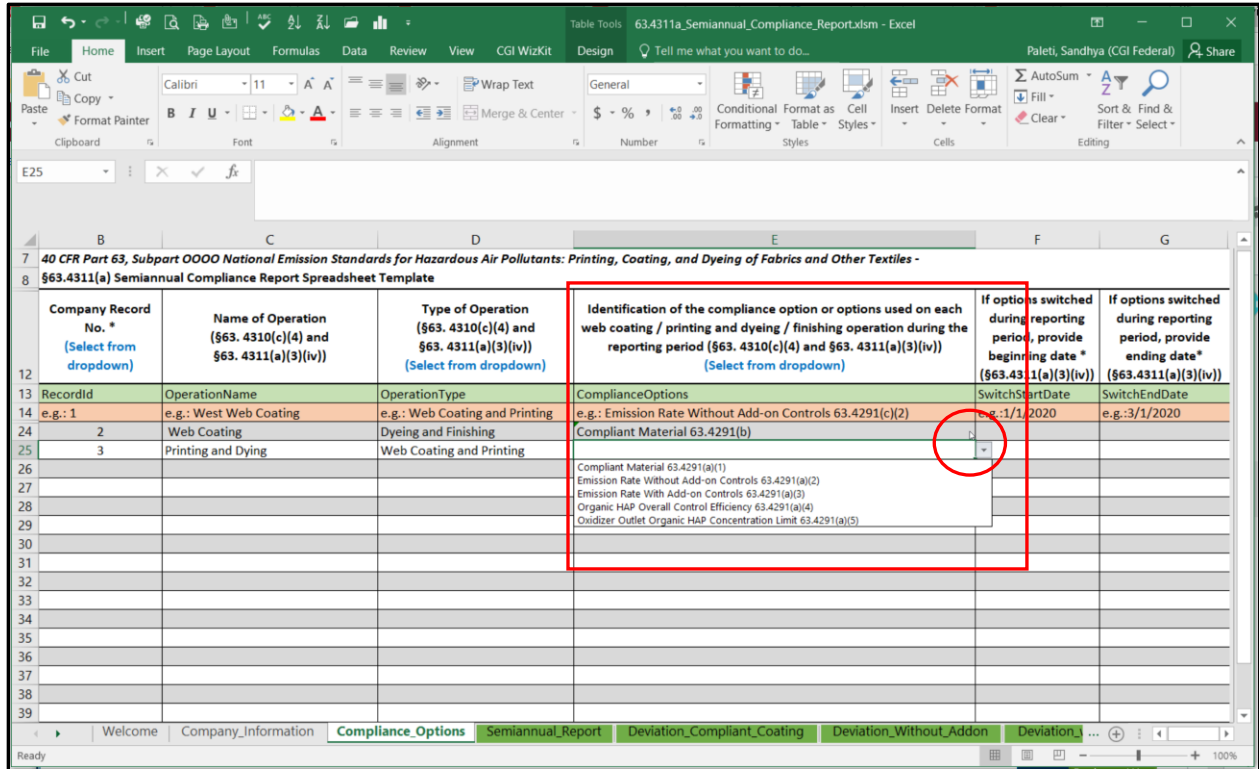 Table Tools 63.4311a_Semiannual_Compliance_Report.xlsm - Excel
File Home Insert Page Layout Formulas Data Review View CGI WizKit Design Tell me what you want to do... Paleti, Sandhya (CGI Federal) Share
Paste
Cut
Copy
Format Painter
Clipboard
Calibri 11
B I U
Font
Wrap Text
Merge & Center
Alignment
General
$ % ,
Number
Conditional Formatting
Format as Table
Cell Styles
Styles
Insert Delete Format
Cells
AutoSum
Fill
Clear
Sort & Filter
Find & Select
Editing
E25 fx
B C D E F G
7 40 CFR Part 63, Subpart OOOO National Emission Standards for Hazardous Air Pollutants: Printing, Coating, and Dyeing of Fabrics and Other Textiles -
8 §63.4311(a) Semiannual Compliance Report Spreadsheet Template
12
Company Record
No. *
(Select from
dropdown)
Name of Operation
(§63. 4310(c)(4) and
§63. 4311(a)(3)(iv))
Type of Operation
(§63. 4310(c)(4) and
§63. 4311(a)(3)(iv))
(Select from dropdown)
Identification of the compliance option or options used on each
web coating / printing and dyeing / finishing operation during the
reporting period (§63. 4310(c)(4) and §63. 4311(a)(3)(iv))
(Select from dropdown)
If options switched
during reporting
period, provide
beginning date *
(§63.4311(a)(3)(iv))
If options switched
during reporting
period, provide
ending date*
(§63.4311(a)(3)(iv))
13 RecordId OperationName OperationType ComplianceOptions SwitchStartDate SwitchEndDate
14 e.g.: 1 e.g.: West Web Coating e.g.: Web Coating and Printing e.g.: Emission Rate Without Add-on Controls 63.4291(c)(2) e.g.:1/1/2020 e.g.:3/1/2020
24 2 Web Coating Dyeing and Finishing Compliant Material 63.4291(b)
25 3 Printing and Dying Web Coating and Printing
Compliant Material 63.4291(a)(1)
Emission Rate Without Add-on Controls 63.4291(a)(2)
Emission Rate With Add-on Controls 63.4291(a)(3)
Organic HAP Overall Control Efficiency 63.4291(a)(4)
Oxidizer Outlet Organic HAP Concentration Limit 63.4291(a)(5)
26
27
28
29
30
31
32
33
34
35
36
37
38
39
Welcome Company_Information Compliance_Options Semiannual_Report Deviation_Compliant_Coating Deviation_Without_Addon ...
Ready 100%